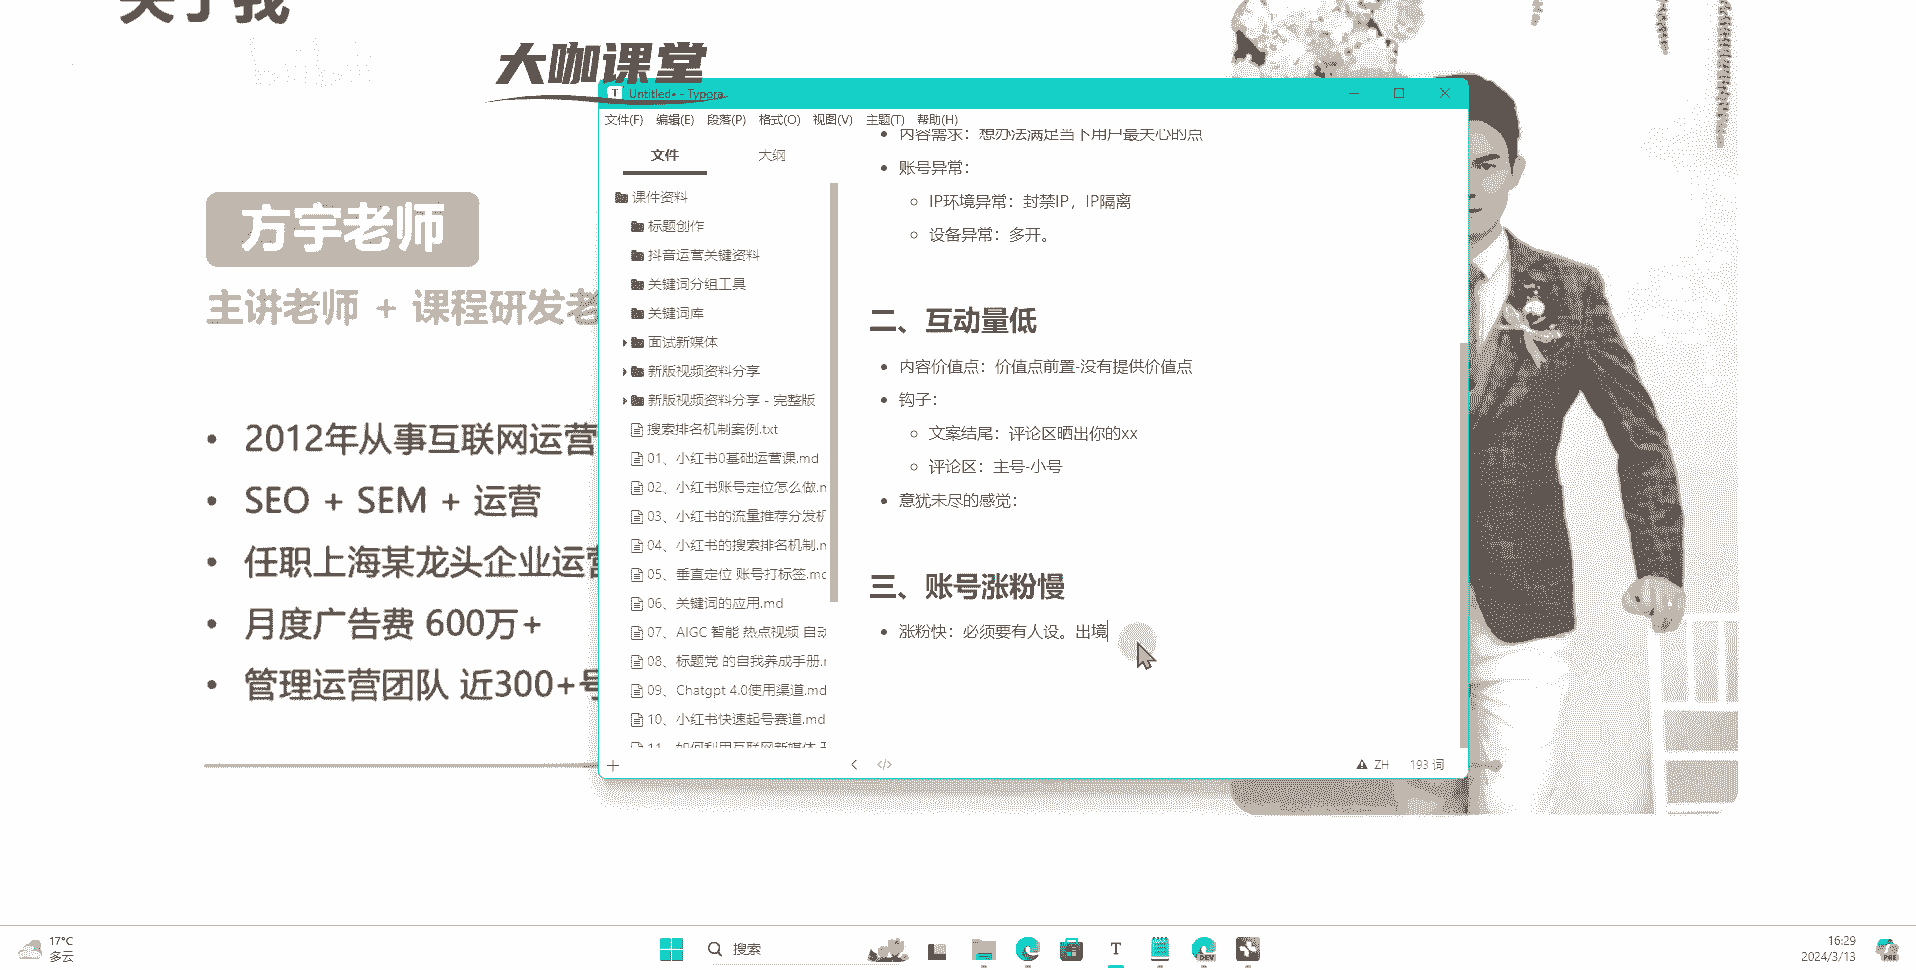 关于我
bilibili
大咖课堂
方宇老师
主讲老师 + 课程研发老
2012年从事互联网运营
SEO + SEM + 运营
任职上海某龙头企业运营
月度广告费 600万+
管理运营团队 近300+号
Untitled• - Typora
文件(F) 编辑(E) 段落(P) 格式(O) 视图(V) 主题(T) 帮助(H)
文件 大纲
课件资料
标题创作
抖音运营关键资料
关键词分组工具
关键词库
面试新媒体
新版视频资料分享
新版视频资料分享 - 完整版
搜索排名机制案例.txt
01、小红书0基础运营课.md
02、小红书账号定位怎么做.m
03、小红书的流量推荐分发机
04、小红书的搜索排名机制.m
05、垂直定位 账号打标签.md
06、关键词的应用.md
07、AIGC 智能 热点视频 自动
08、标题党 的自我养成手册.m
09、Chatgpt 4.0使用渠道.md
10、小红书快速起号赛道.md
11、如何利用互联网新媒体
内容需求：想办法满足当下用户最关心的点
账号异常：
IP环境异常：封禁IP，IP隔离
设备异常：多开。
二、互动量低
内容价值点：价值点前置-没有提供价值点
钩子：
文案结尾：评论区晒出你的xx
评论区：主号-小号
意犹未尽的感觉：
三、账号涨粉慢
涨粉快：必须要有人设。出境
ZH 193 词
17°C
多云
搜索
T
DEV
PRE
16:29
2024/3/13